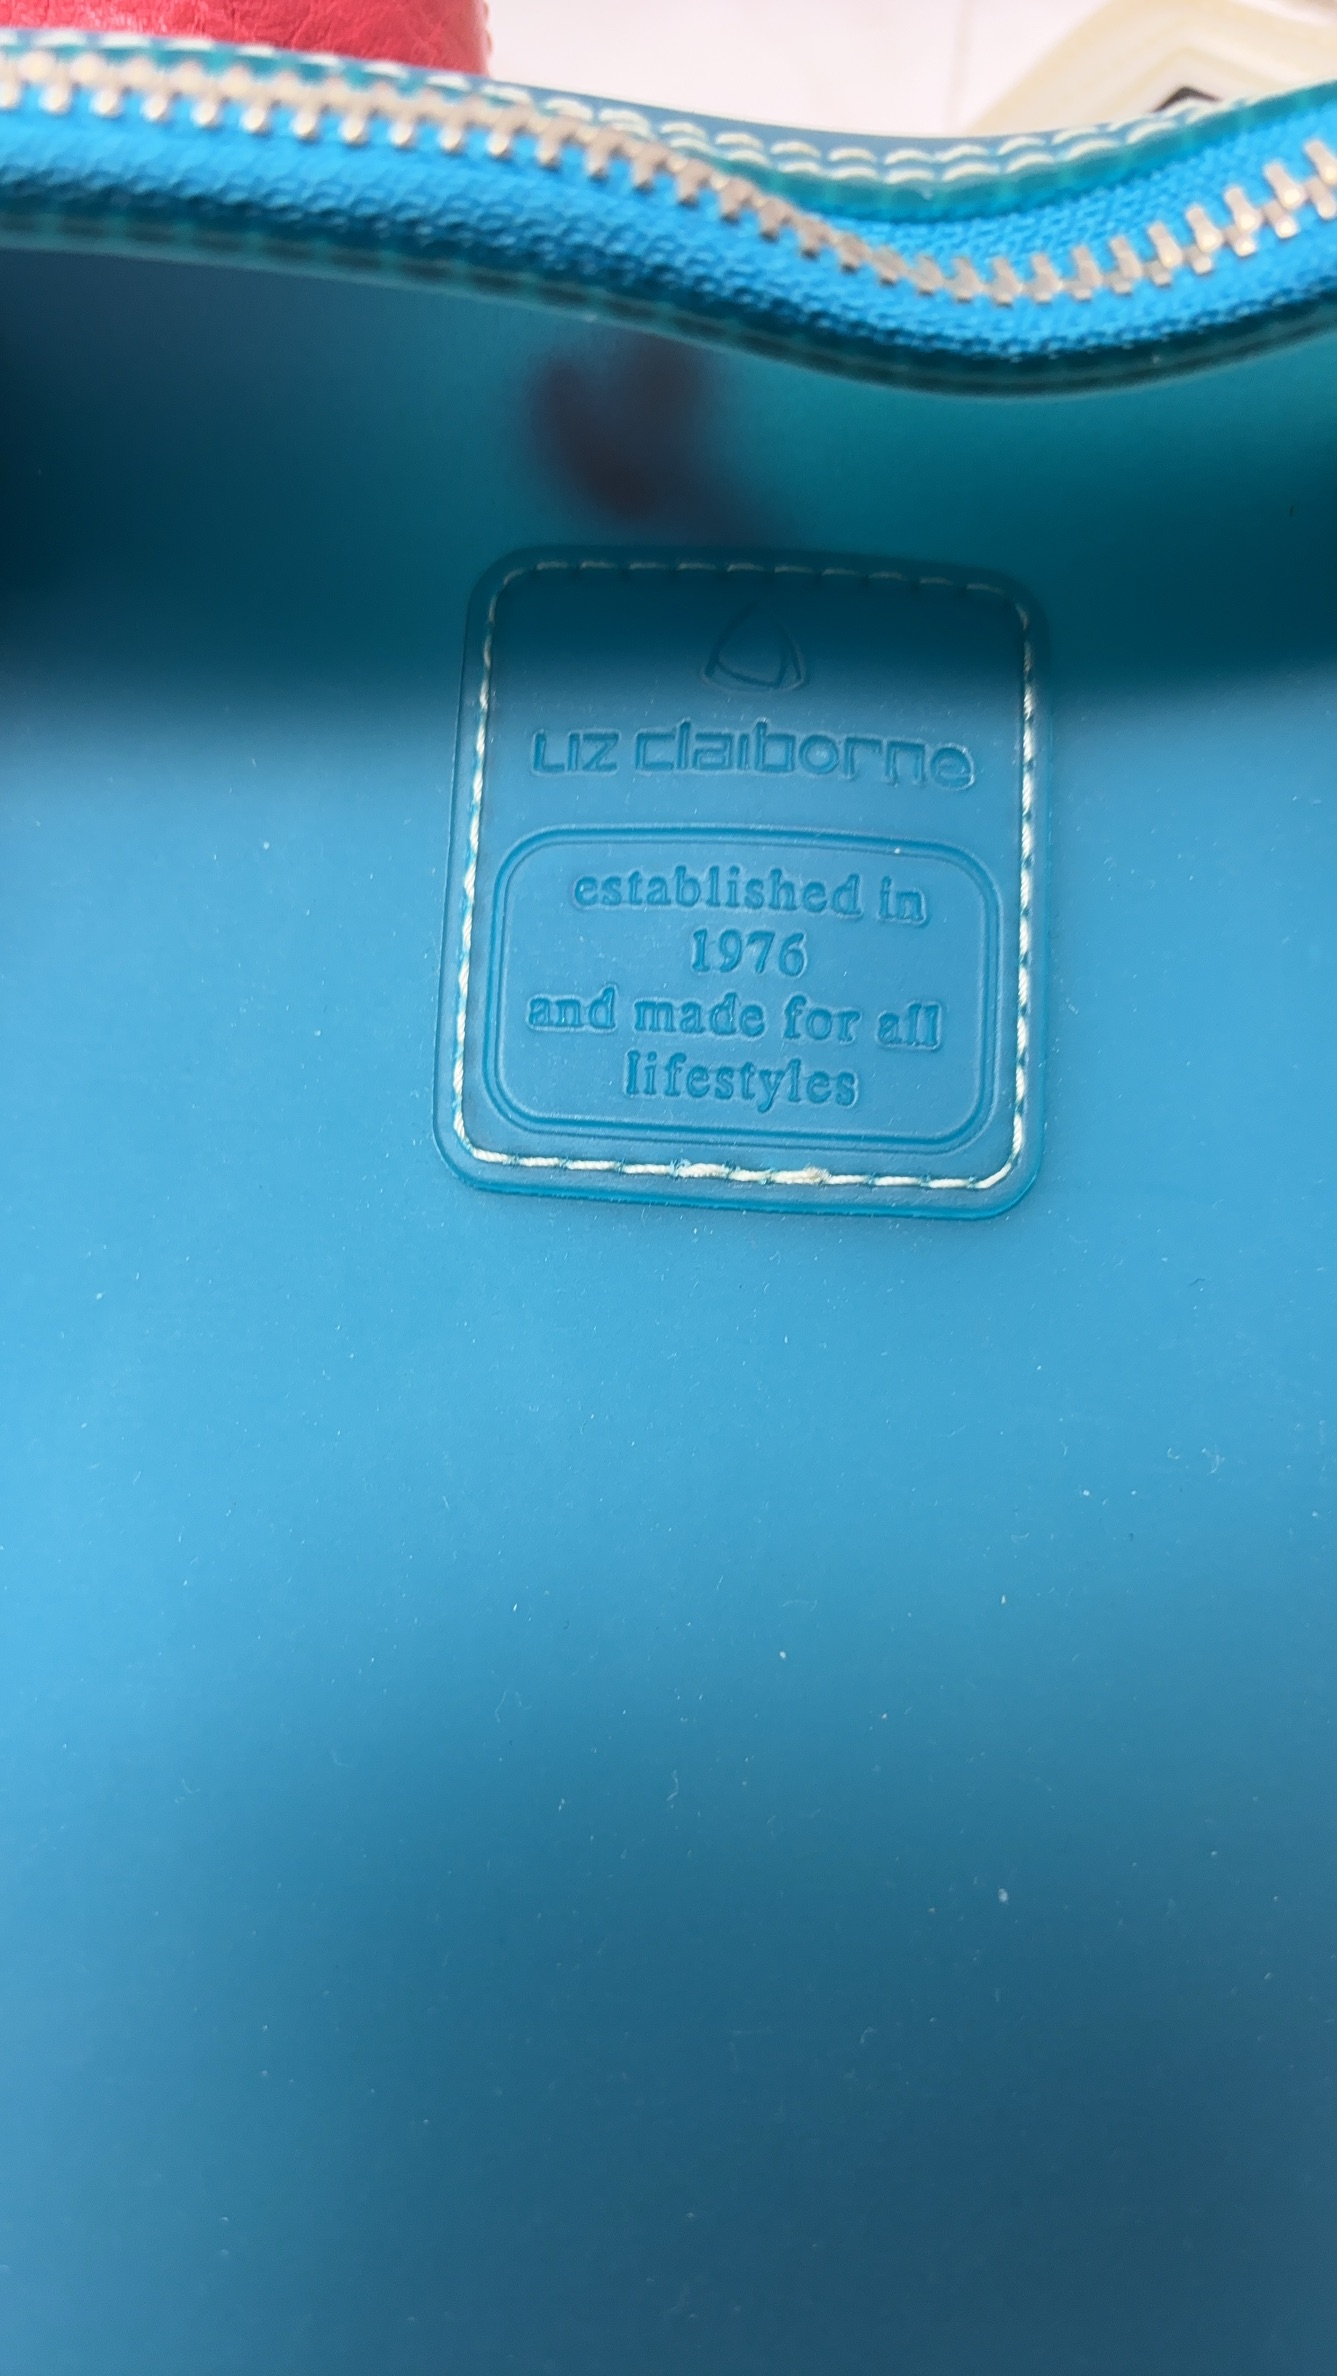 LIZ claiborne
established in
1976
and made for all
lifestyles